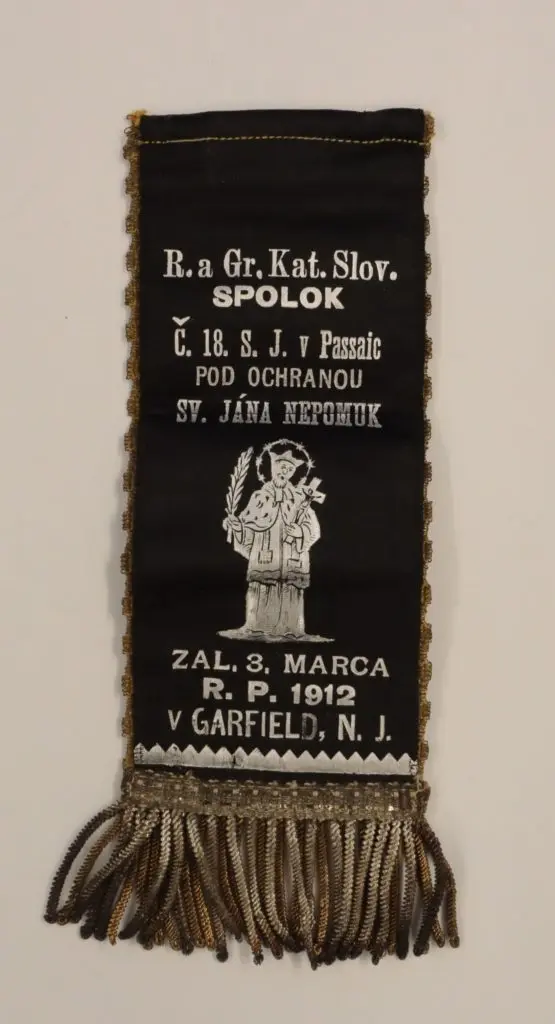 R. a Gr. Kat. Slov.
SPOLOK
Č. 18. S. J. v Passaic
POD OCHRANOU
SV. JÁNA NEPOMUK
ZAL. 3. MARCA
R. P. 1912
V GARFIELD, N. J.